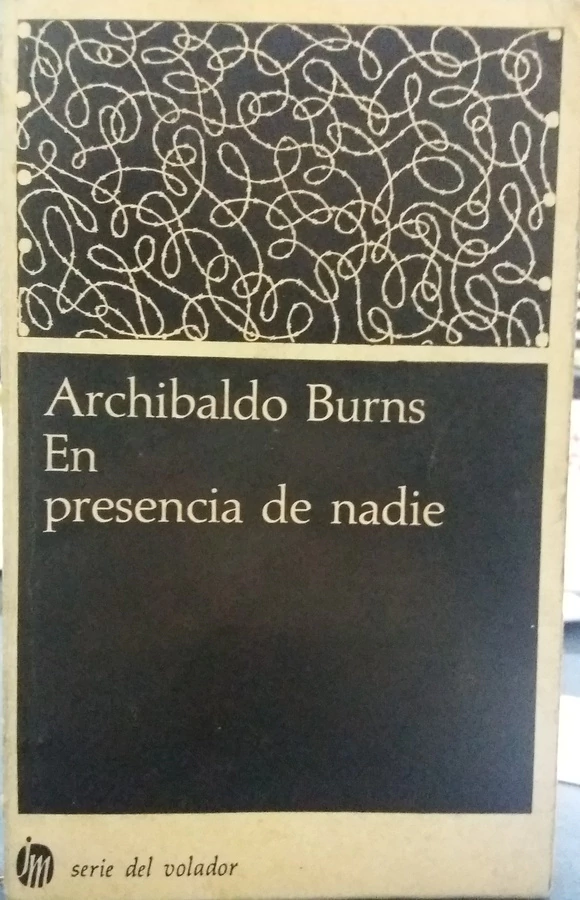 Archibaldo Burns
En
presencia de nadie
jm serie del volador